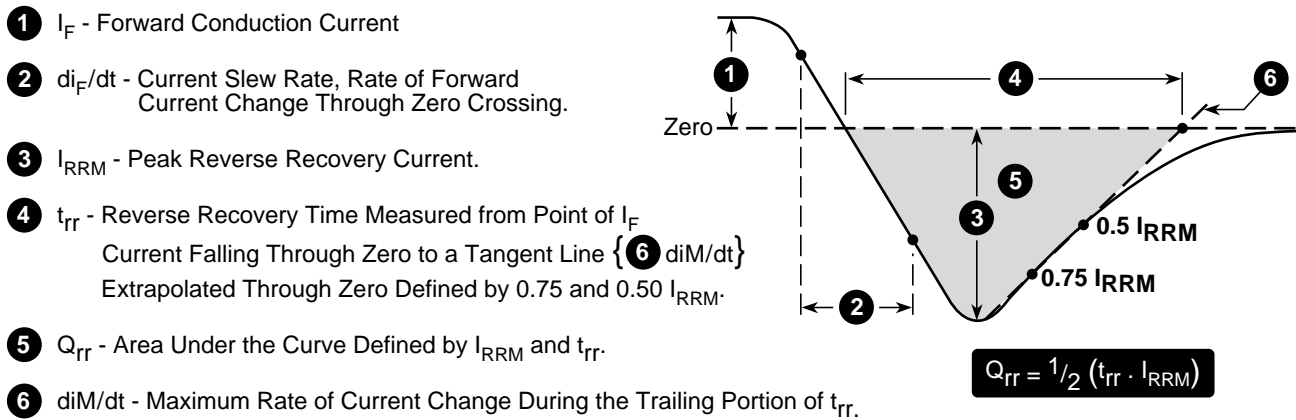 1 I_F - Forward Conduction Current
2 di_F/dt - Current Slew Rate, Rate of Forward
Current Change Through Zero Crossing.
3 I_RRM - Peak Reverse Recovery Current.
4 t_rr - Reverse Recovery Time Measured from Point of I_F
Current Falling Through Zero to a Tangent Line {6 diM/dt}
Extrapolated Through Zero Defined by 0.75 and 0.50 I_RRM.
5 Q_rr - Area Under the Curve Defined by I_RRM and t_rr.
6 diM/dt - Maximum Rate of Current Change During the Trailing Portion of t_rr.
1
4
6
Zero
5
3
0.5 I_RRM
0.75 I_RRM
2
Q_rr = 1/2 (t_rr . I_RRM)